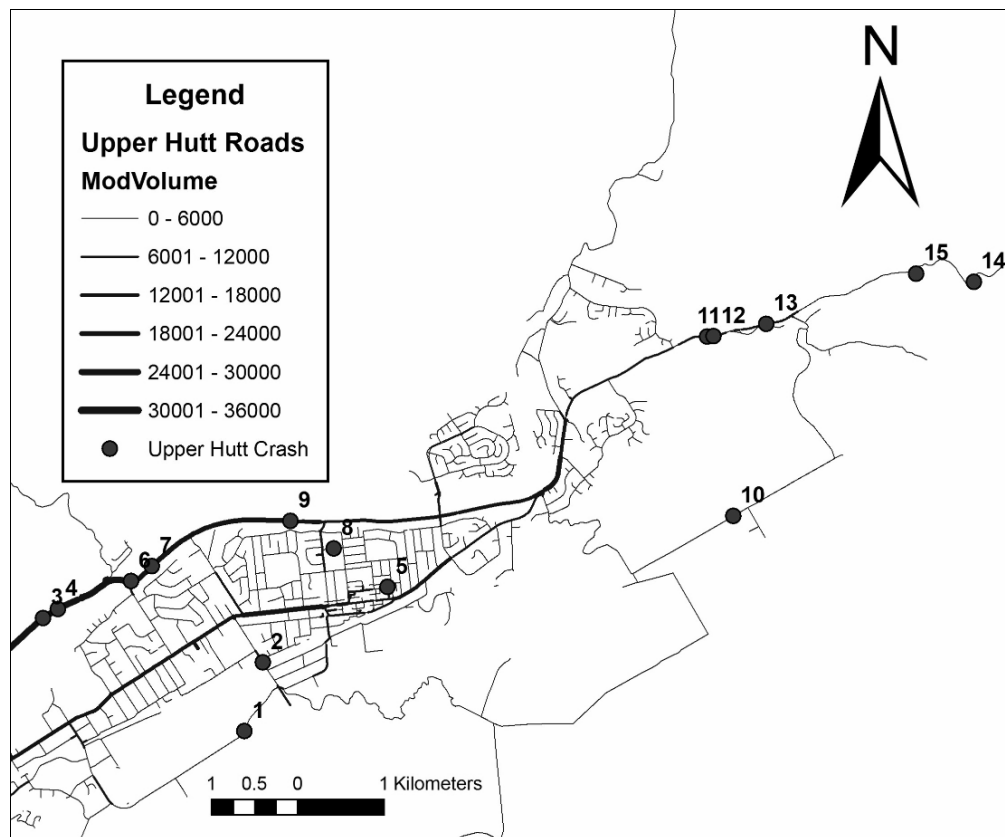 N
Legend
Upper Hutt Roads
ModVolume
0 - 6000
6001 - 12000
12001 - 18000
18001 - 24000
24001 - 30000
30001 - 36000
Upper Hutt Crash
15
14
13
11 12
10
9
8
7
6
5
4
3
2
1
1 0.5 0 1 Kilometers